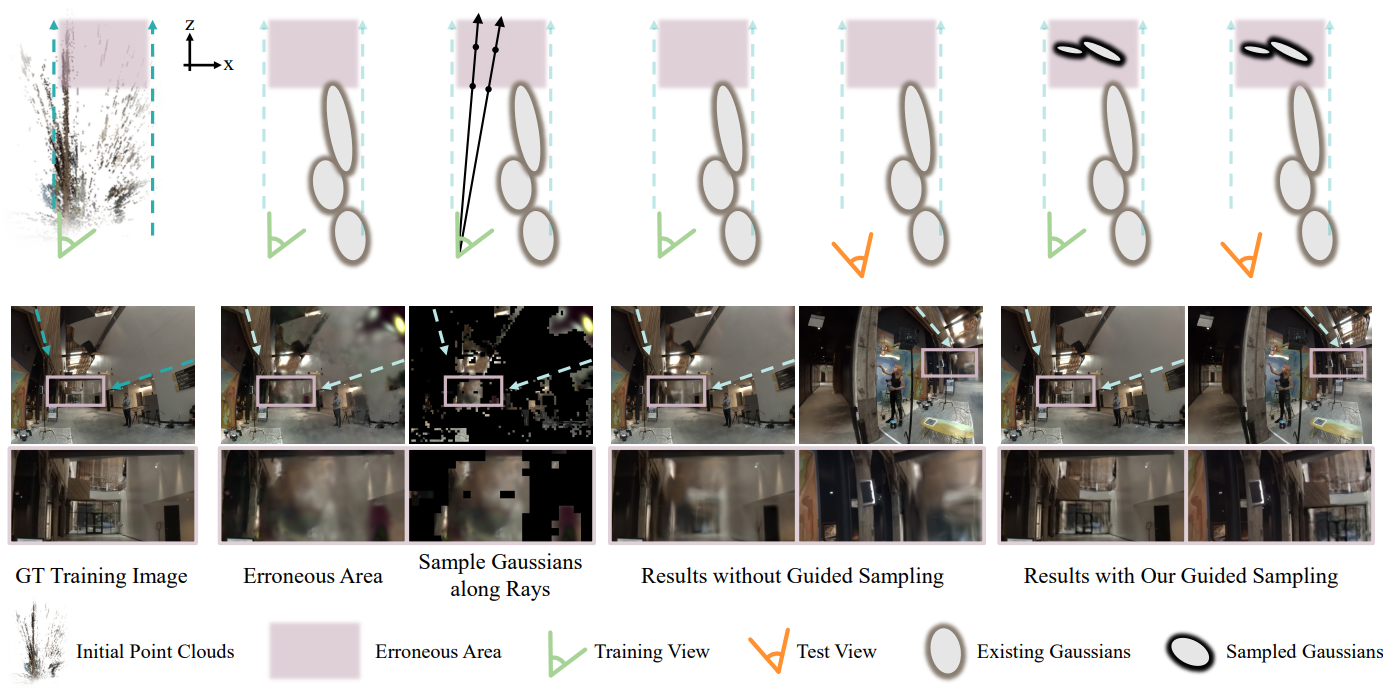 z
x
GT Training Image
Erroneous Area
Sample Gaussians
along Rays
Results without Guided Sampling
Results with Our Guided Sampling
Initial Point Clouds
Erroneous Area
Training View
Test View
Existing Gaussians
Sampled Gaussians